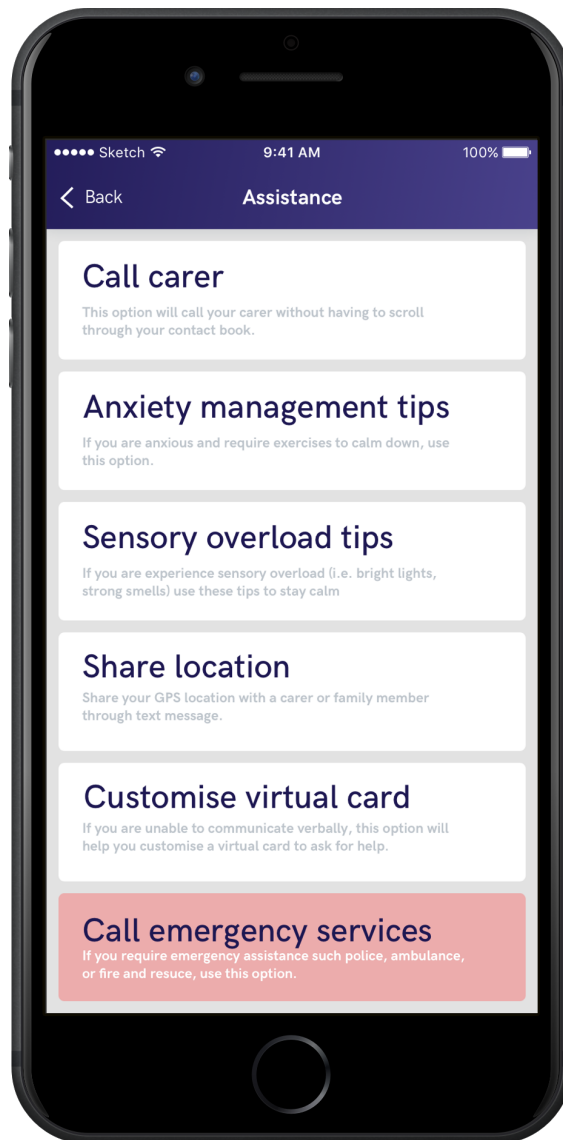 Sketch 9:41 AM 100%
Back Assistance
Call carer
This option will call your carer without having to scroll
through your contact book.
Anxiety management tips
If you are anxious and require exercises to calm down, use
this option.
Sensory overload tips
If you are experience sensory overload (i.e. bright lights,
strong smells) use these tips to stay calm
Share location
Share your GPS location with a carer or family member
through text message.
Customise virtual card
If you are unable to communicate verbally, this option will
help you customise a virtual card to ask for help.
Call emergency services
If you require emergency assistance such police, ambulance,
or fire and resuce, use this option.